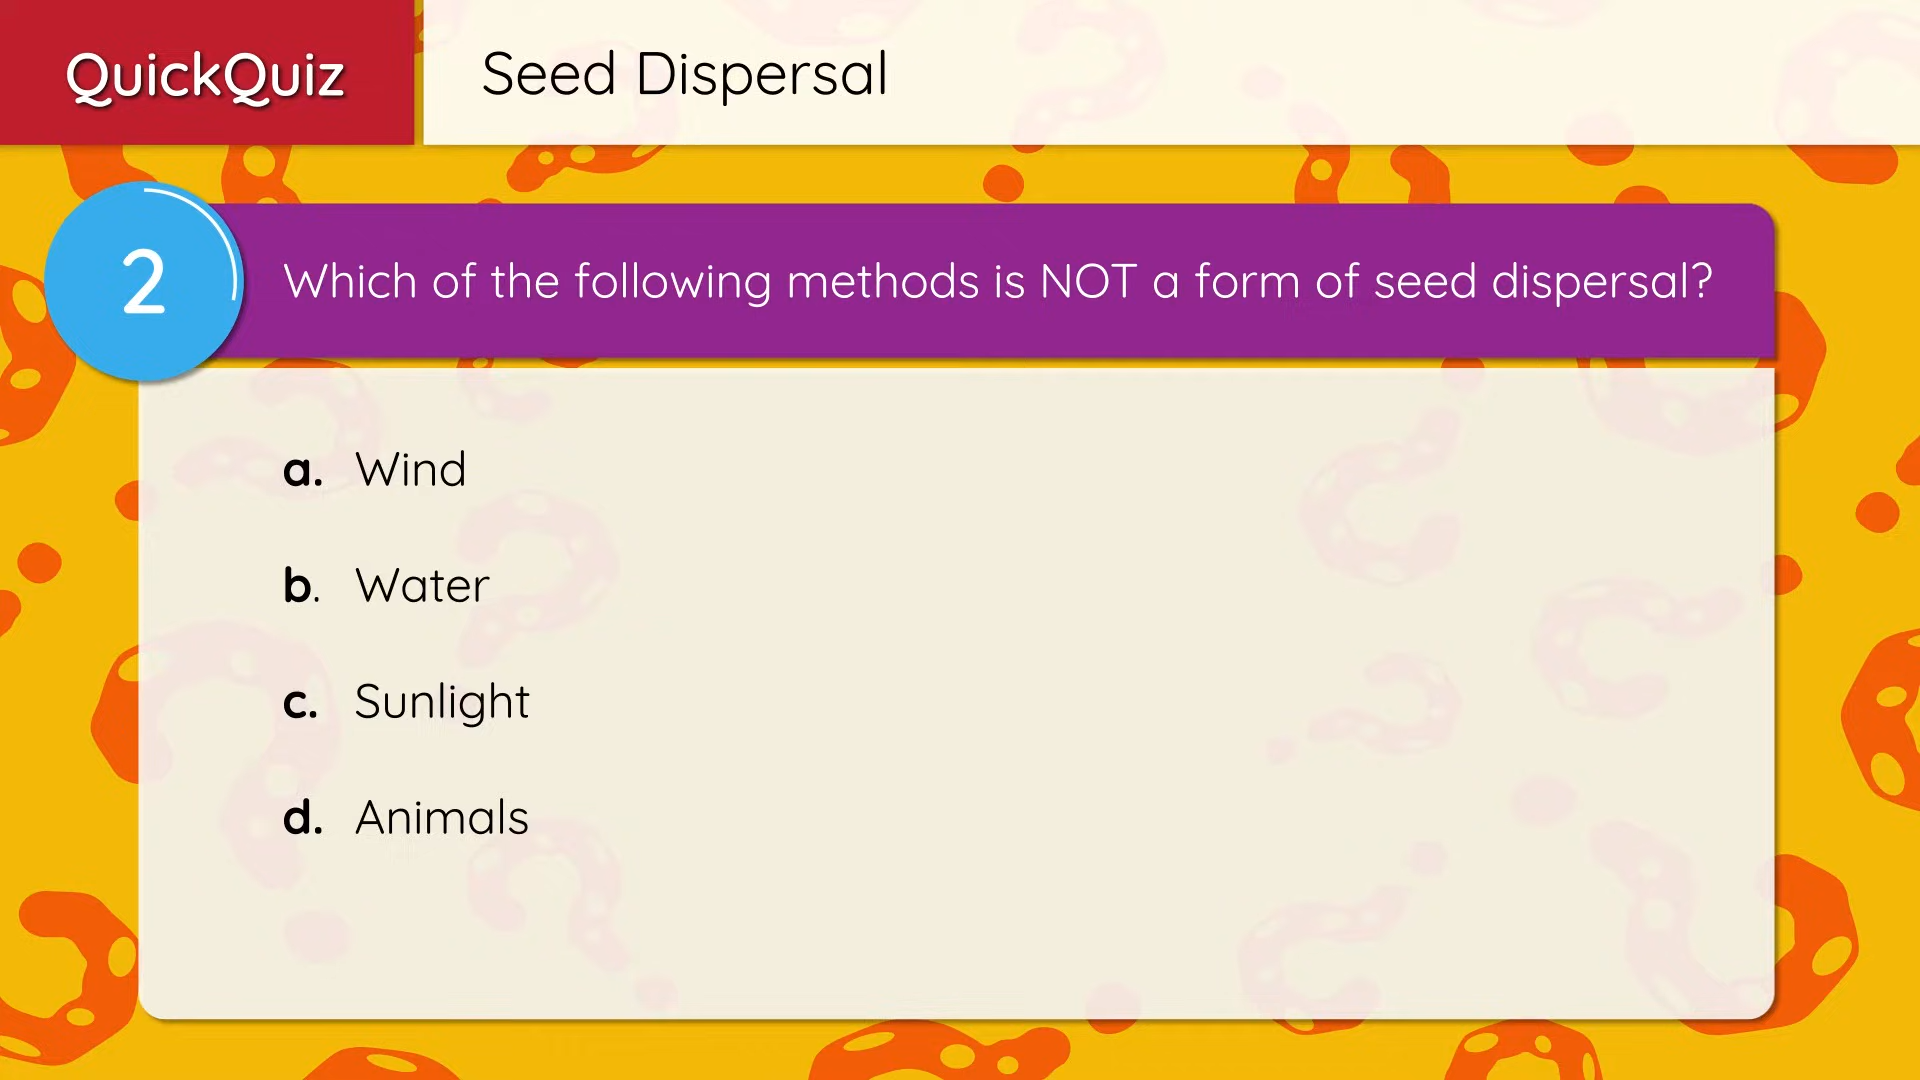 QuickQuiz
Seed Dispersal
2
Which of the following methods is NOT a form of seed dispersal?
a. Wind
b. Water
c. Sunlight
d. Animals